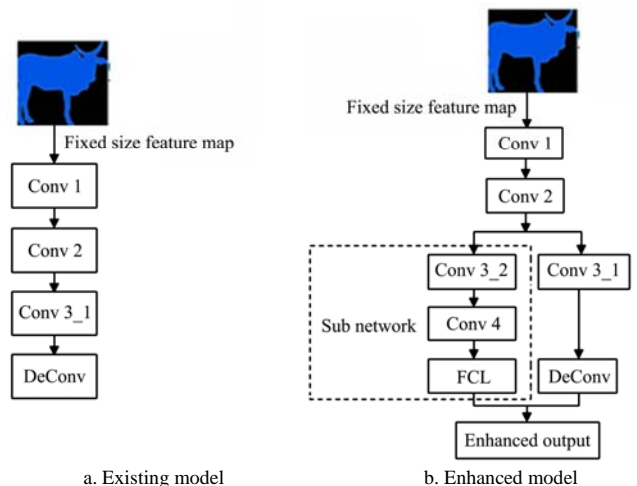 Fixed size feature map
Conv 1
Conv 2
Conv 3_1
DeConv
a. Existing model
Fixed size feature map
Conv 1
Conv 2
Sub network
Conv 3_2
Conv 3_1
Conv 4
FCL
DeConv
Enhanced output
b. Enhanced model